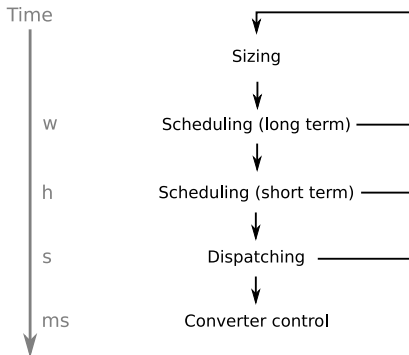 Time
Sizing
w
Scheduling (long term)
h
Scheduling (short term)
s
Dispatching
ms
Converter control